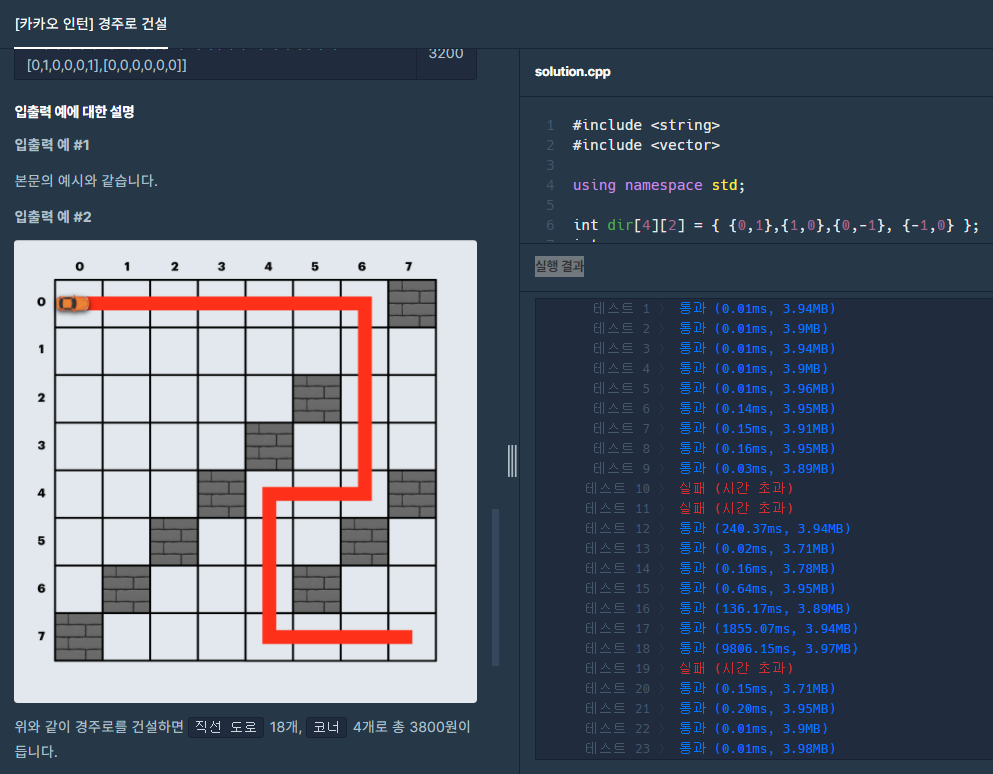 [카카오 인턴] 경주로 건설
[0,1,0,0,0,1],[0,0,0,0,0,0]]
3200
입출력 예에 대한 설명
입출력 예 #1
본문의 예시와 같습니다.
입출력 예 #2
0 1 2 3 4 5 6 7
0
1
2
3
4
5
6
7
위와 같이 경주로를 건설하면 직선 도로 18개, 코너 4개로 총 3800원이
듭니다.
solution.cpp
1 #include <string>
2 #include <vector>
3
4 using namespace std;
5
6 int dir[4][2] = { {0,1},{1,0},{0,-1}, {-1,0} };
실행 결과
테스트 1 〉 통과 (0.01ms, 3.94MB)
테스트 2 〉 통과 (0.01ms, 3.9MB)
테스트 3 〉 통과 (0.01ms, 3.94MB)
테스트 4 〉 통과 (0.01ms, 3.9MB)
테스트 5 〉 통과 (0.01ms, 3.96MB)
테스트 6 〉 통과 (0.14ms, 3.95MB)
테스트 7 〉 통과 (0.15ms, 3.91MB)
테스트 8 〉 통과 (0.16ms, 3.95MB)
테스트 9 〉 통과 (0.03ms, 3.89MB)
테스트 10 〉 실패 (시간 초과)
테스트 11 〉 실패 (시간 초과)
테스트 12 〉 통과 (240.37ms, 3.94MB)
테스트 13 〉 통과 (0.02ms, 3.71MB)
테스트 14 〉 통과 (0.16ms, 3.78MB)
테스트 15 〉 통과 (0.64ms, 3.95MB)
테스트 16 〉 통과 (136.17ms, 3.89MB)
테스트 17 〉 통과 (1855.07ms, 3.94MB)
테스트 18 〉 통과 (9806.15ms, 3.97MB)
테스트 19 〉 실패 (시간 초과)
테스트 20 〉 통과 (0.15ms, 3.71MB)
테스트 21 〉 통과 (0.20ms, 3.95MB)
테스트 22 〉 통과 (0.01ms, 3.9MB)
테스트 23 〉 통과 (0.01ms, 3.98MB)